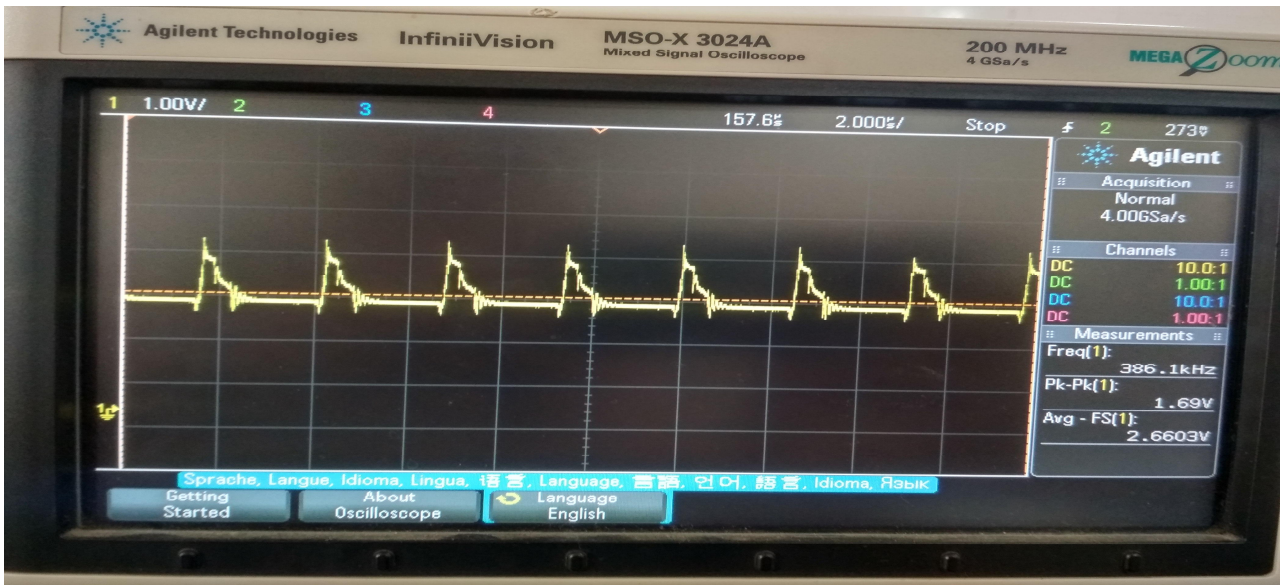 Agilent Technologies InfiniiVision MSO-X 3024A 200 MHz MEGA Zoom
Mixed Signal Oscilloscope 4 GSa/s
1 1.00V/ 2 3 4 157.6µs 2.000µs/ Stop 2 273mV
Agilent
Acquisition
Normal
4.00GSa/s
Channels
DC 10.0:1
DC 1.00:1
DC 10.0:1
DC 1.00:1
Measurements
Freq(1):
386.1kHz
Pk-Pk(1):
1.69V
Avg - FS(1):
2.6603V
Sprache, Langue, Idioma, Lingua, 语言, Language, 言語, 언어, 語言, Idioma, Язык
Getting Started
About Oscilloscope
Language
English